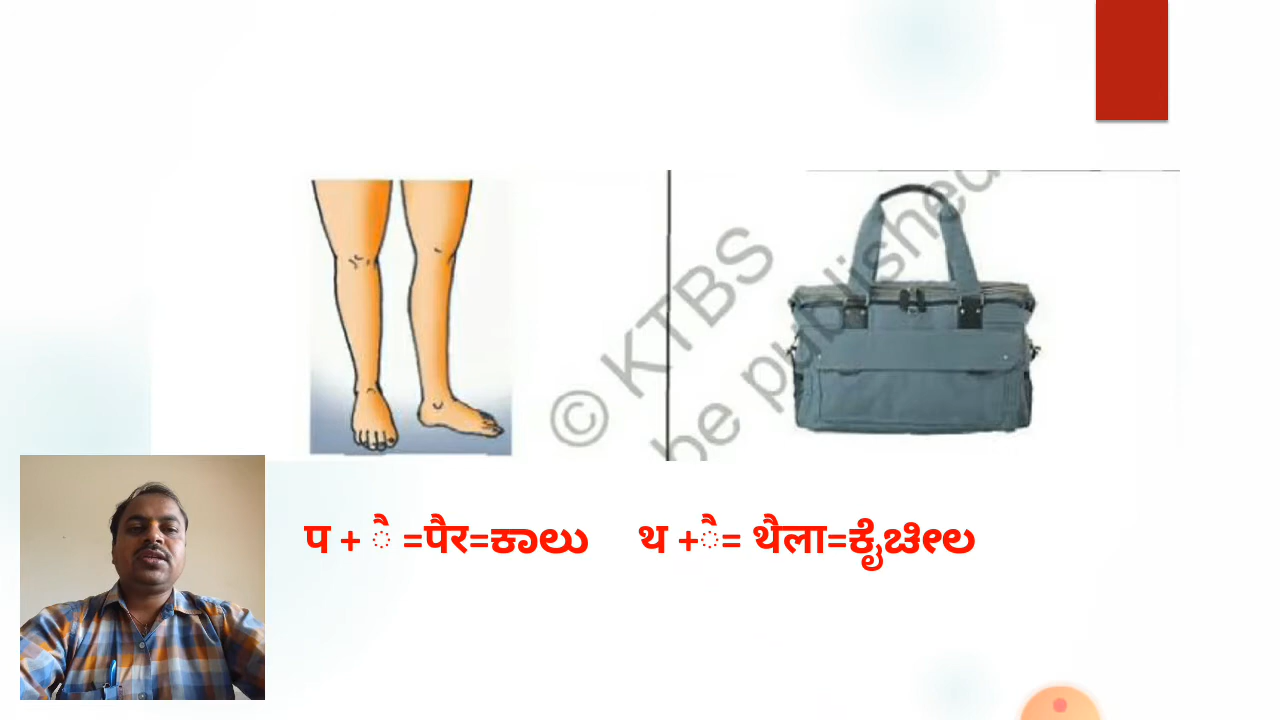 © KTBS
be published
प + ै =पैर=ಕಾಲು थ +ै= थैला=ಕೈಚೀಲ